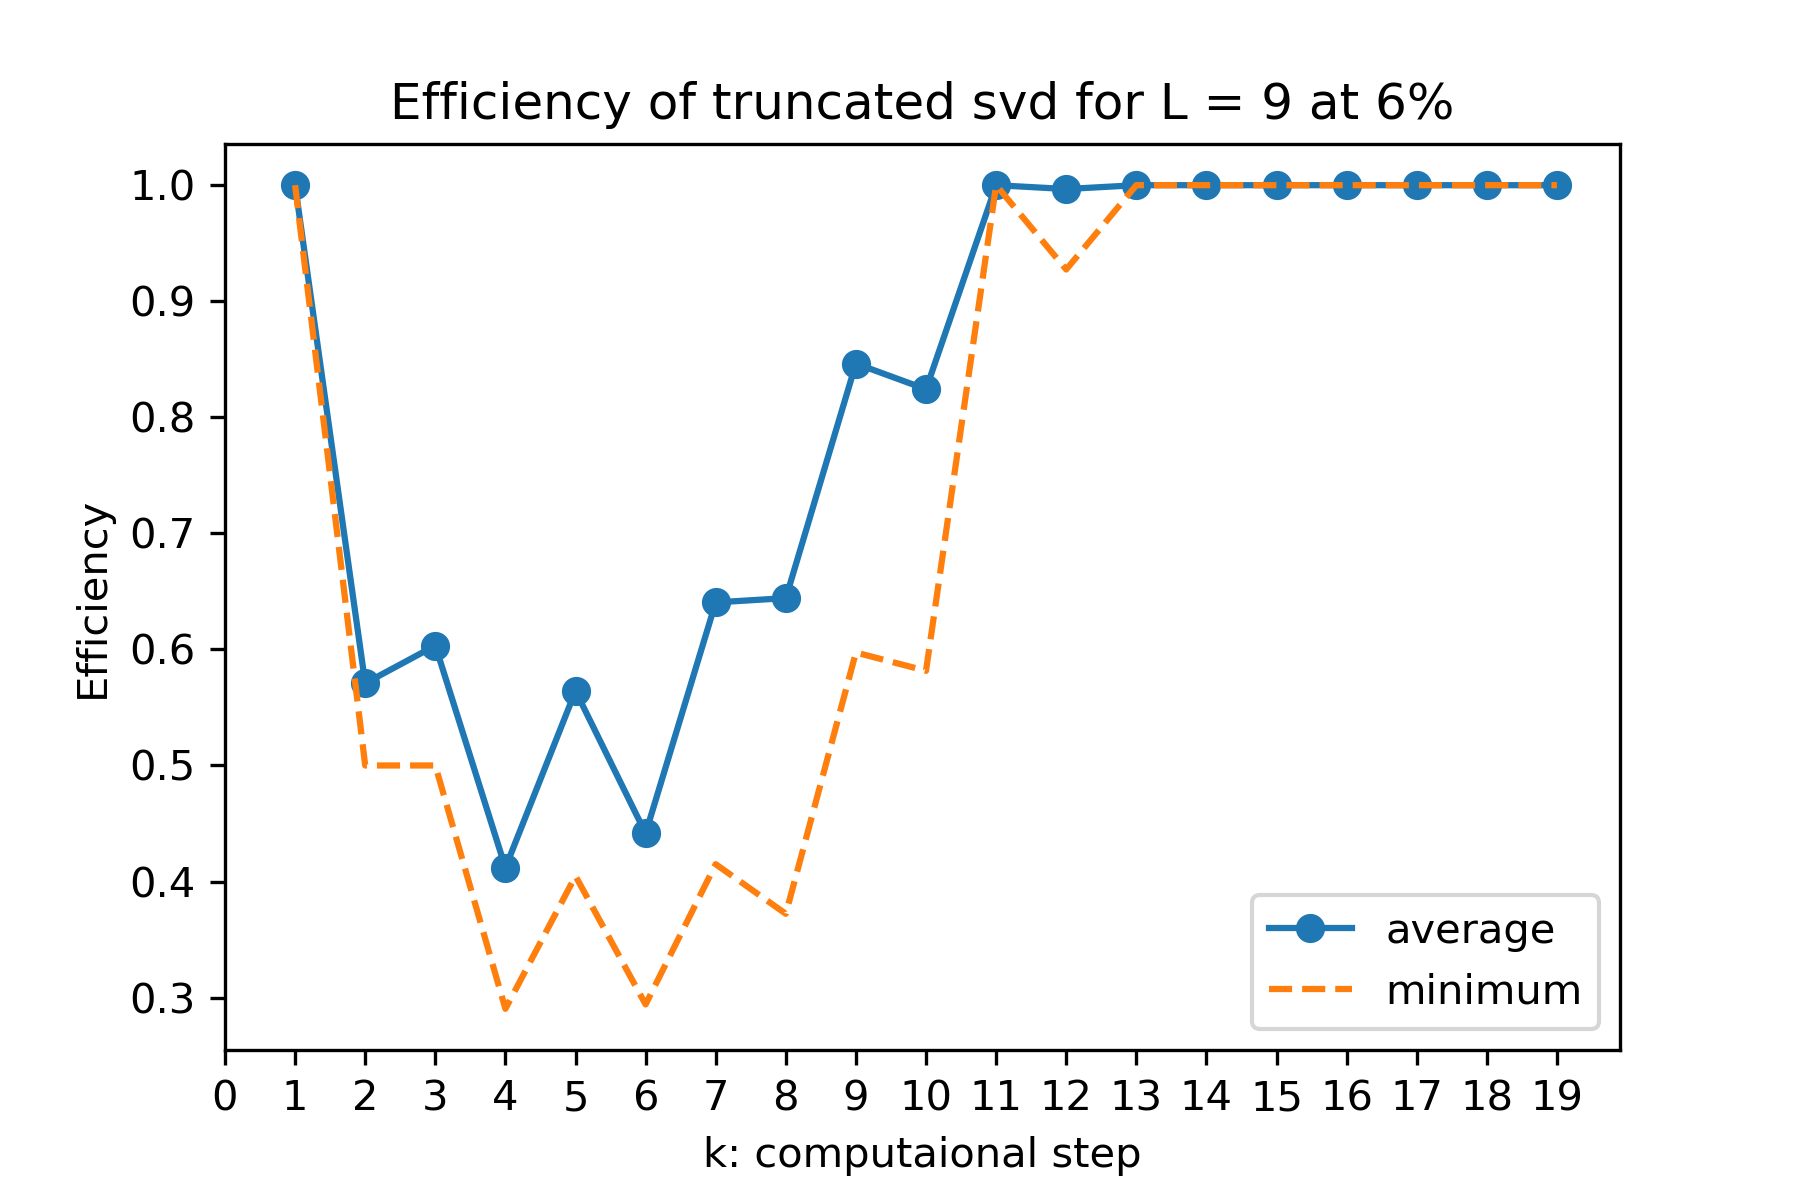 Efficiency of truncated svd for L = 9 at 6%
Efficiency
1.0
0.9
0.8
0.7
0.6
0.5
0.4
0.3
average
minimum
0 1 2 3 4 5 6 7 8 9 10 11 12 13 14 15 16 17 18 19
k: computaional step